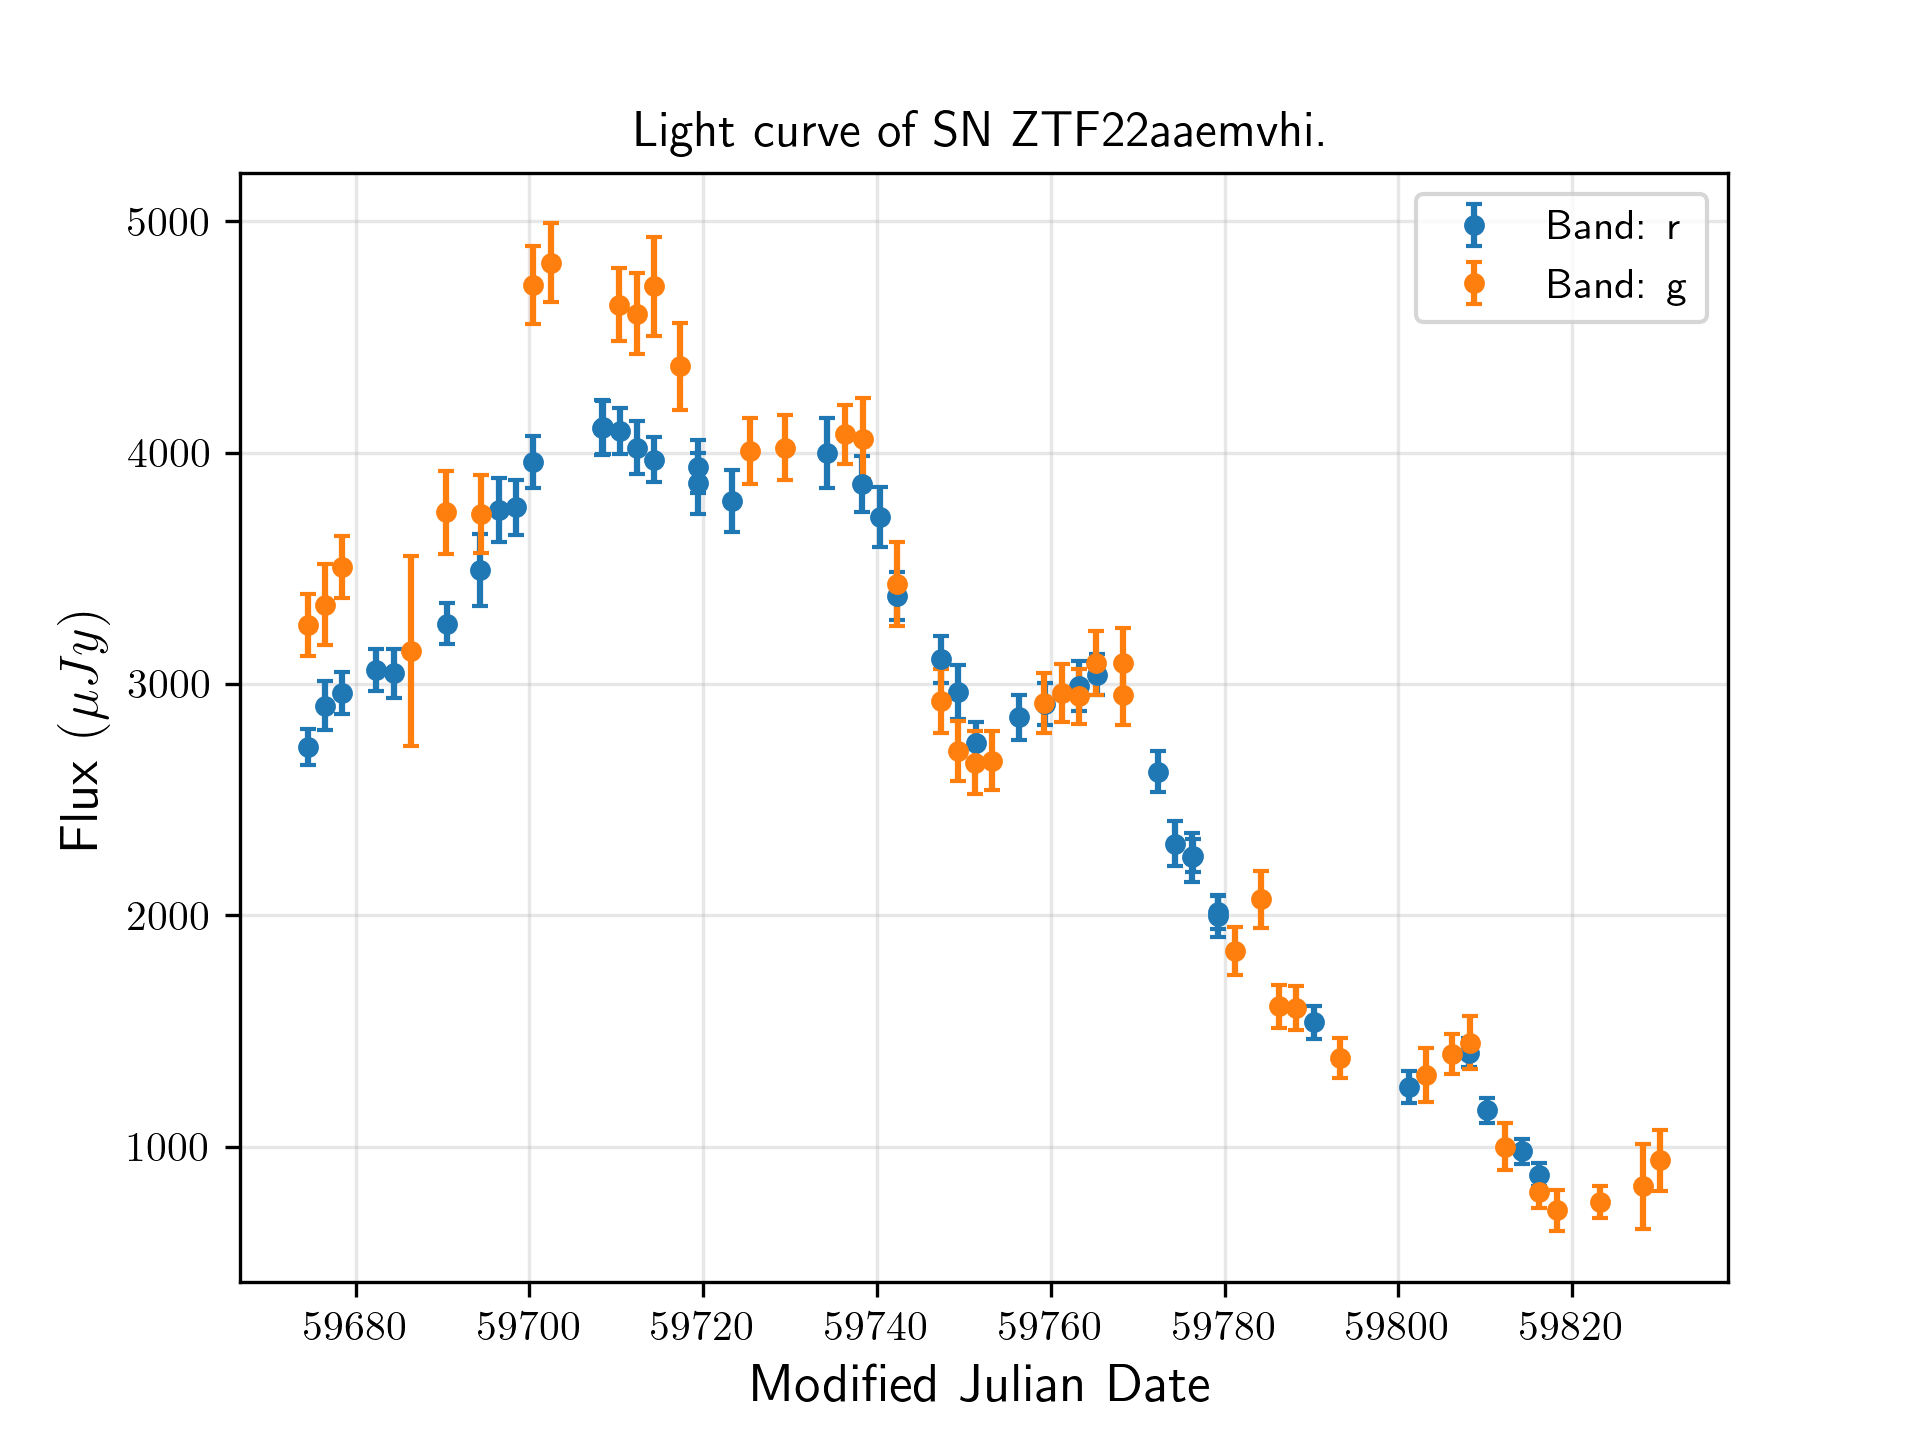 Light curve of SN ZTF22aaemvhi.
5000
4000
3000
2000
1000
Flux (μJy)
Band: r
Band: g
59680 59700 59720 59740 59760 59780 59800 59820
Modified Julian Date